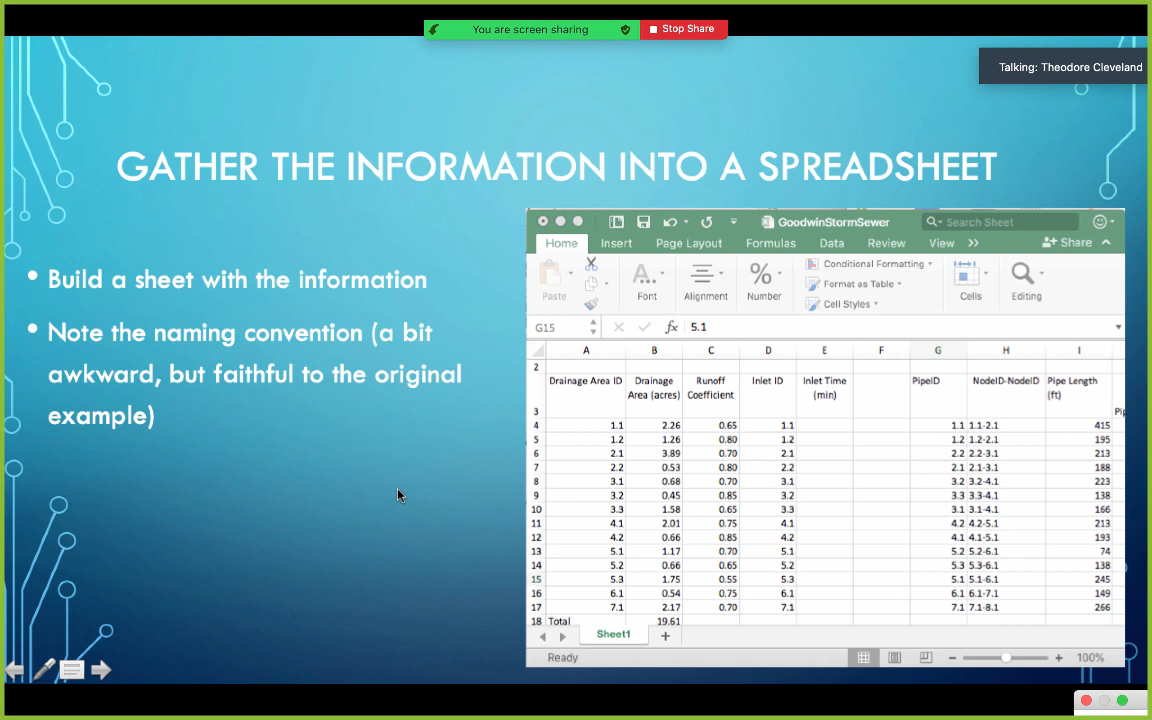 You are screen sharing Stop Share
Talking: Theodore Cleveland
GATHER THE INFORMATION INTO A SPREADSHEET
• Build a sheet with the information
• Note the naming convention (a bit
awkward, but faithful to the original
example)
GoodwinStormSewer
Search Sheet
Home Insert Page Layout Formulas Data Review View Share
Paste Font Alignment Number Conditional Formatting Format as Table Cell Styles Cells Editing
G15 fx 5.1
A B C D E F G H I
2
3 Drainage Area ID Drainage Area (acres) Runoff Coefficient Inlet ID Inlet Time (min) PipeID NodeID-NodeID Pipe Length (ft)
4 1.1 2.26 0.65 1.1 1.1 1.1-2.1 415
5 1.2 1.26 0.80 1.2 1.2 1.2-2.1 195
6 2.1 3.89 0.70 2.1 2.2 2.2-3.1 213
7 2.2 0.53 0.80 2.2 2.1 2.1-3.1 188
8 3.1 0.68 0.70 3.1 3.2 3.2-4.1 223
9 3.2 0.45 0.85 3.2 3.3 3.3-4.1 138
10 3.3 1.58 0.65 3.3 3.1 3.1-4.1 166
11 4.1 2.01 0.75 4.1 4.2 4.2-5.1 213
12 4.2 0.66 0.85 4.2 4.1 4.1-5.1 193
13 5.1 1.17 0.70 5.1 5.2 5.2-6.1 74
14 5.2 0.66 0.65 5.2 5.3 5.3-6.1 138
15 5.3 1.75 0.55 5.3 5.1 5.1-6.1 245
16 6.1 0.54 0.75 6.1 6.1 6.1-7.1 149
17 7.1 2.17 0.70 7.1 7.1 7.1-8.1 266
18 Total 19.61
Sheet1
Ready 100%